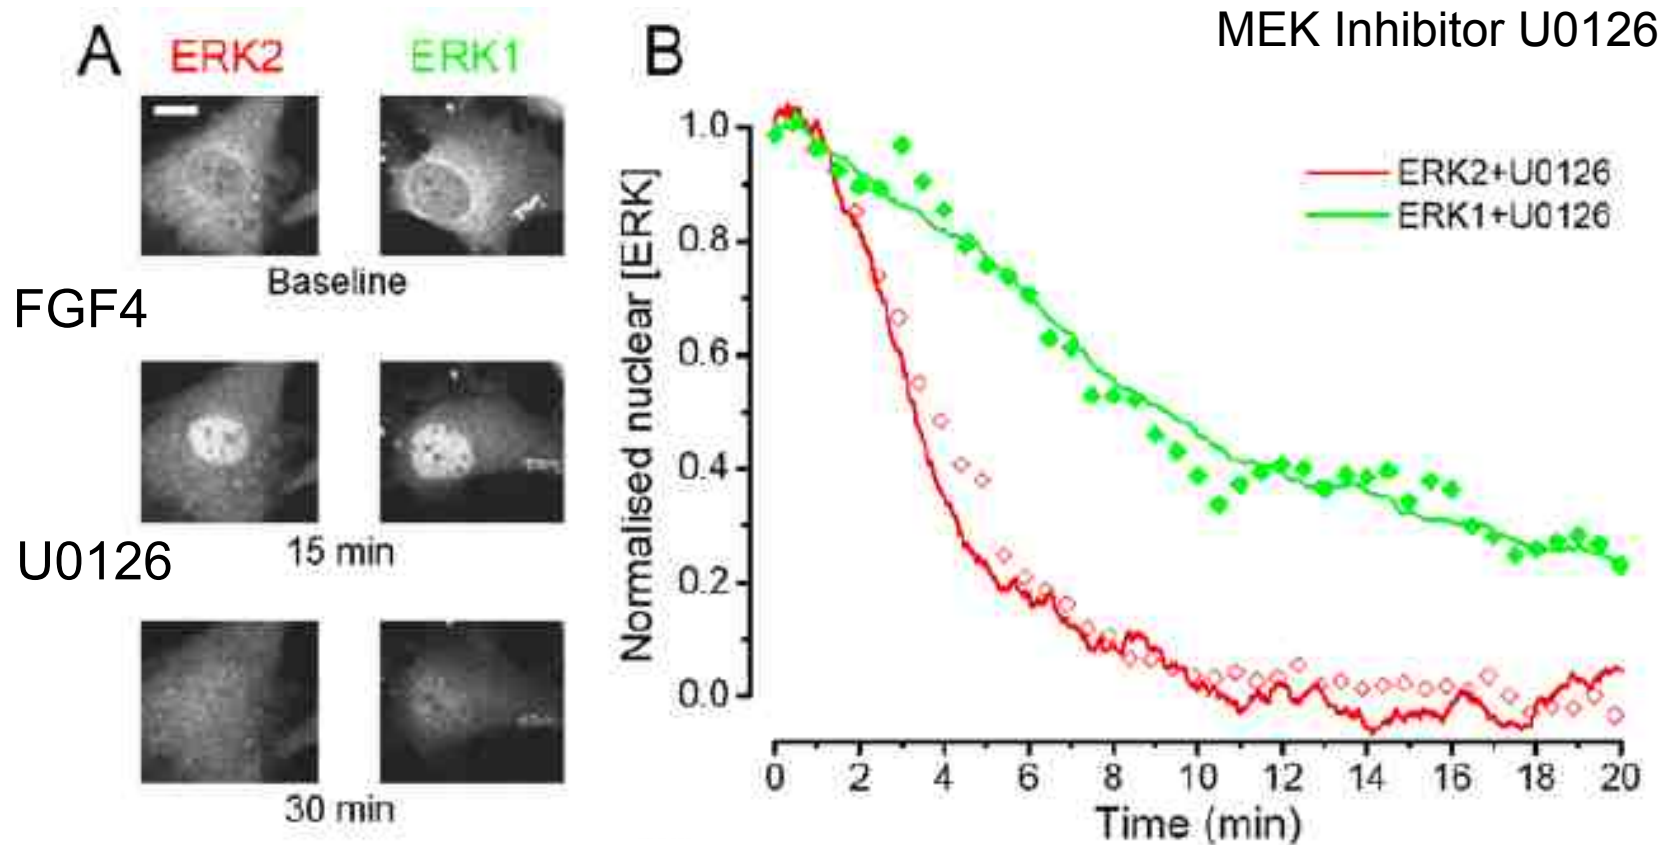 MEK Inhibitor U0126
A
ERK2
ERK1
Baseline
FGF4
15 min
U0126
30 min
B
Normalised nuclear [ERK]
1.0
0.8
0.6
0.4
0.2
0.0
ERK2+U0126
ERK1+U0126
0 2 4 6 8 10 12 14 16 18 20
Time (min)